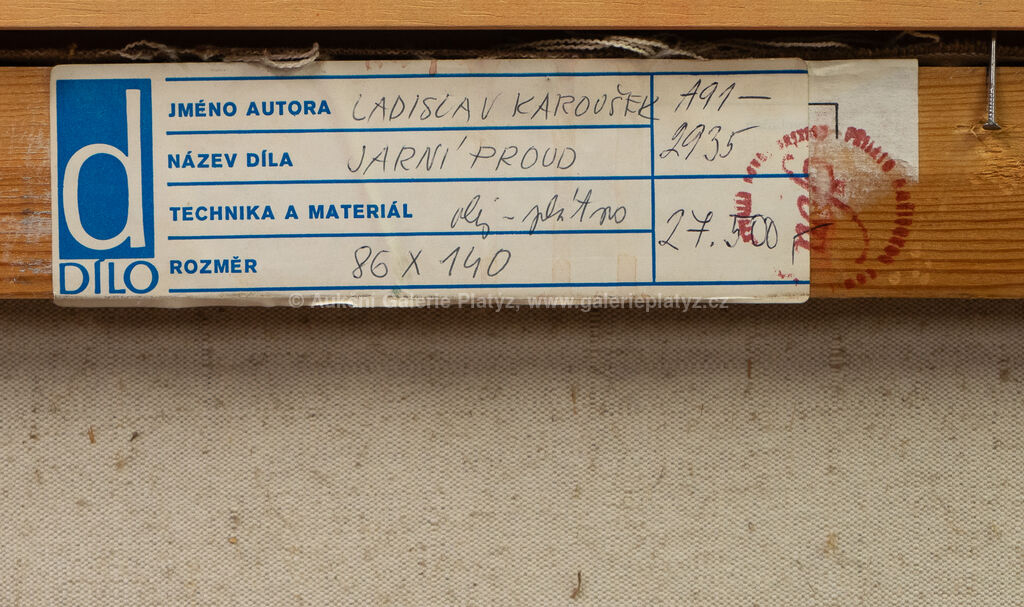 d
DÍLO
JMÉNO AUTORA LADISLAV KAROUŠEK
NÁZEV DÍLA JARNÍ PROUD
TECHNIKA A MATERIÁL olej - plátno
ROZMĚR 86 X 140
A91-
2935
27.500
© Aukční Galerie Platýz, www.galerieplatyz.cz